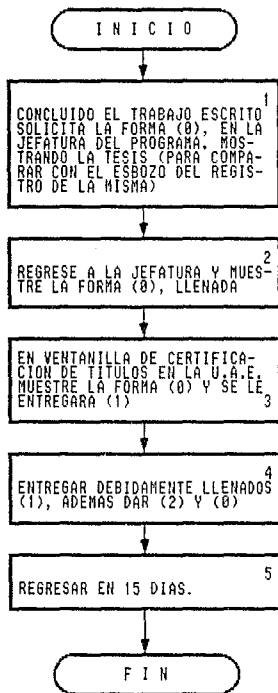 INICIO
1
CONCLUIDO EL TRABAJO ESCRITO
SOLICITA LA FORMA (0), EN LA
JEFATURA DEL PROGRAMA. MOS-
TRANDO LA TESIS (PARA COMPA-
RAR CON EL ESBOZO DEL REGIS-
TRO DE LA MISMA)
2
REGRESE A LA JEFATURA Y MUES-
TRE LA FORMA (0), LLENADA
EN VENTANILLA DE CERTIFICA-
CION DE TITULOS EN LA U.A.E.
MUESTRE LA FORMA (0) Y SE LE
ENTREGARA (1) 3
4
ENTREGAR DEBIDAMENTE LLENADOS
(1), ADEMAS DAR (2) Y (0)
5
REGRESAR EN 15 DIAS.
FIN